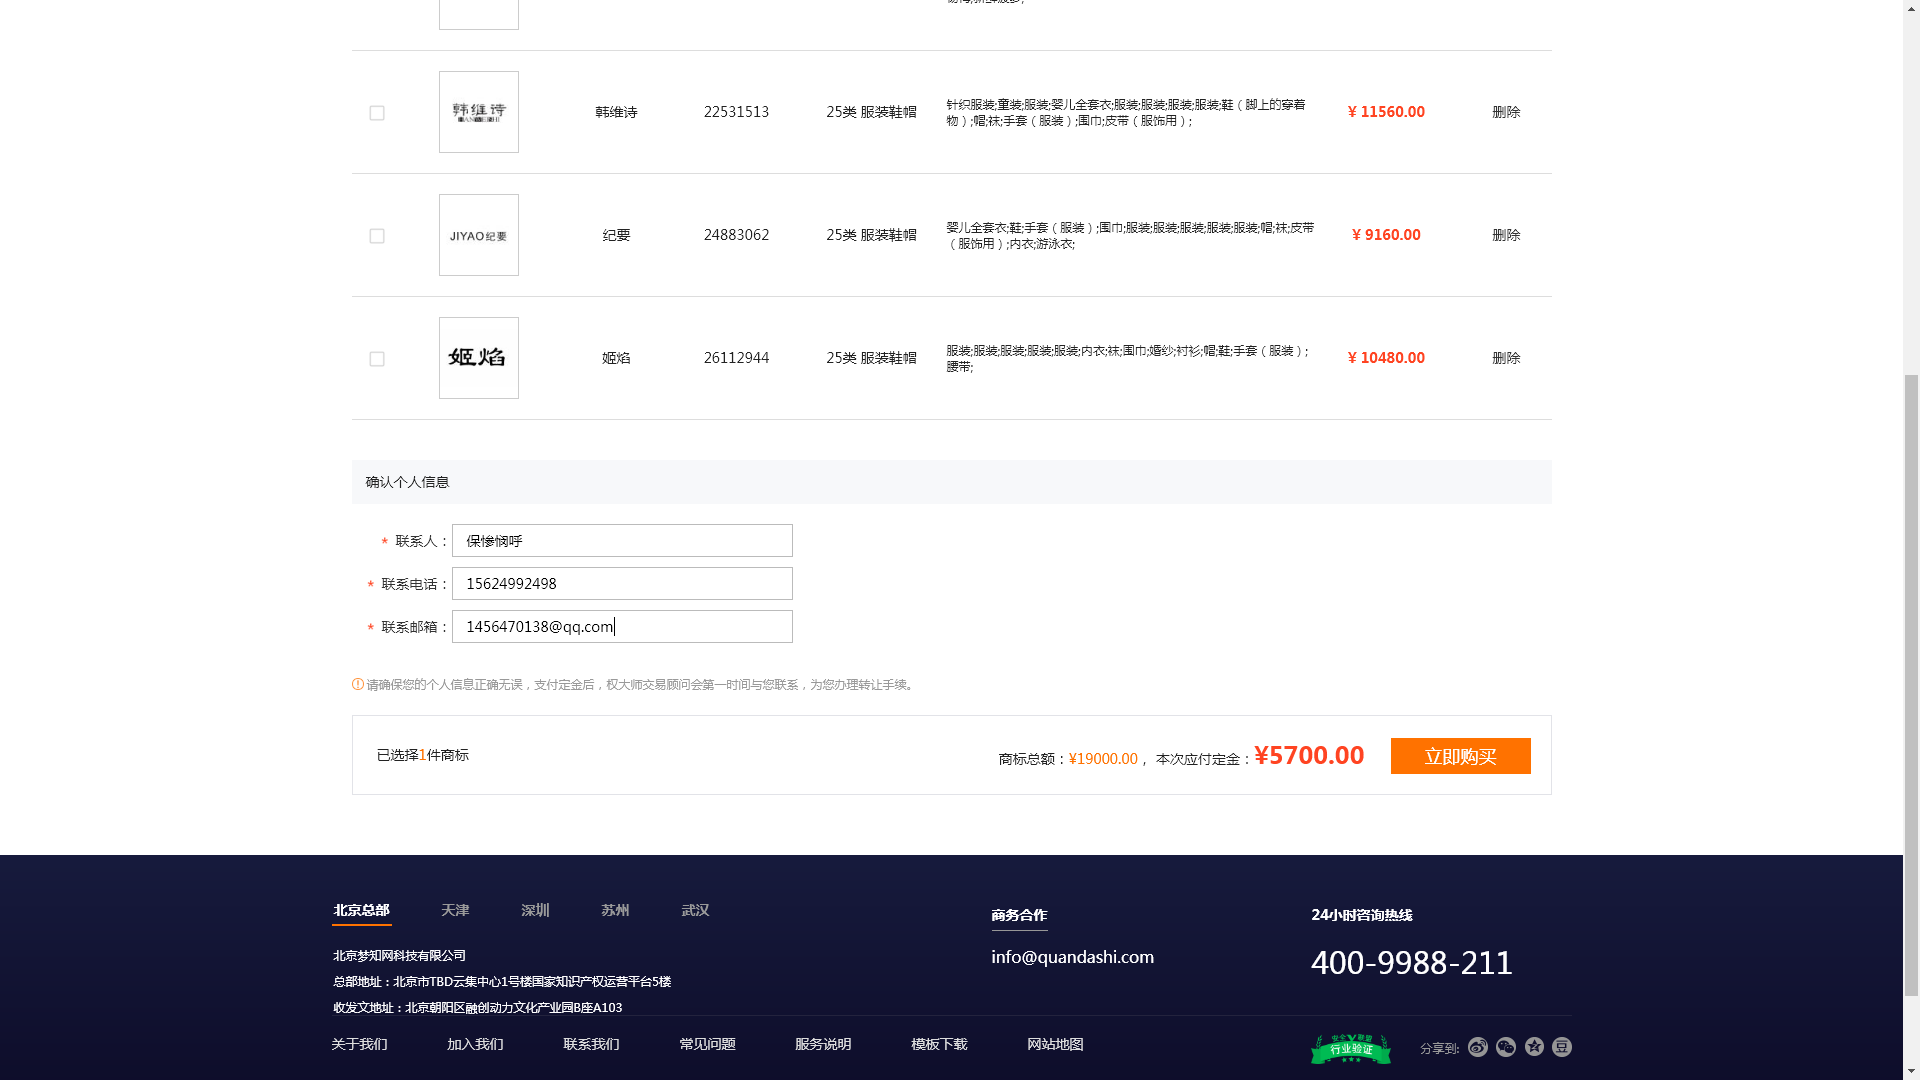 韩维诗
韩维诗
22531513
25类 服装鞋帽
针织服装;童装;服装;婴儿全套衣;服装;服装;服装;服装;鞋（脚上的穿着
物）;帽;袜;手套（服装）;围巾;皮带（服饰用）;
¥ 11560.00
删除
JIYAO纪要
纪要
24883062
25类 服装鞋帽
婴儿全套衣;鞋;手套（服装）;围巾;服装;服装;服装;服装;服装;帽;袜;皮带
（服饰用）;内衣;游泳衣;
¥ 9160.00
删除
姬焰
姬焰
26112944
25类 服装鞋帽
服装;服装;服装;服装;服装;内衣;袜;围巾;婚纱;衬衫;帽;鞋;手套（服装）;
腰带;
¥ 10480.00
删除
确认个人信息
* 联系人：保惨悯呼
* 联系电话：15624992498
* 联系邮箱：1456470138@qq.com
请确保您的个人信息正确无误，支付定金后，权大师交易顾问会第一时间与您联系，为您办理转让手续。
已选择1件商标
商标总额：¥19000.00， 本次应付定金：¥5700.00
立即购买
北京总部 天津 深圳 苏州 武汉
北京梦知网科技有限公司
总部地址：北京市TBD云集中心1号楼国家知识产权运营平台5楼
收发文地址：北京朝阳区融创动力文化产业园B座A103
商务合作
info@quandashi.com
24小时咨询热线
400-9988-211
关于我们 加入我们 联系我们 常见问题 服务说明 模板下载 网站地图
安全联盟
行业验证
分享到:
豆